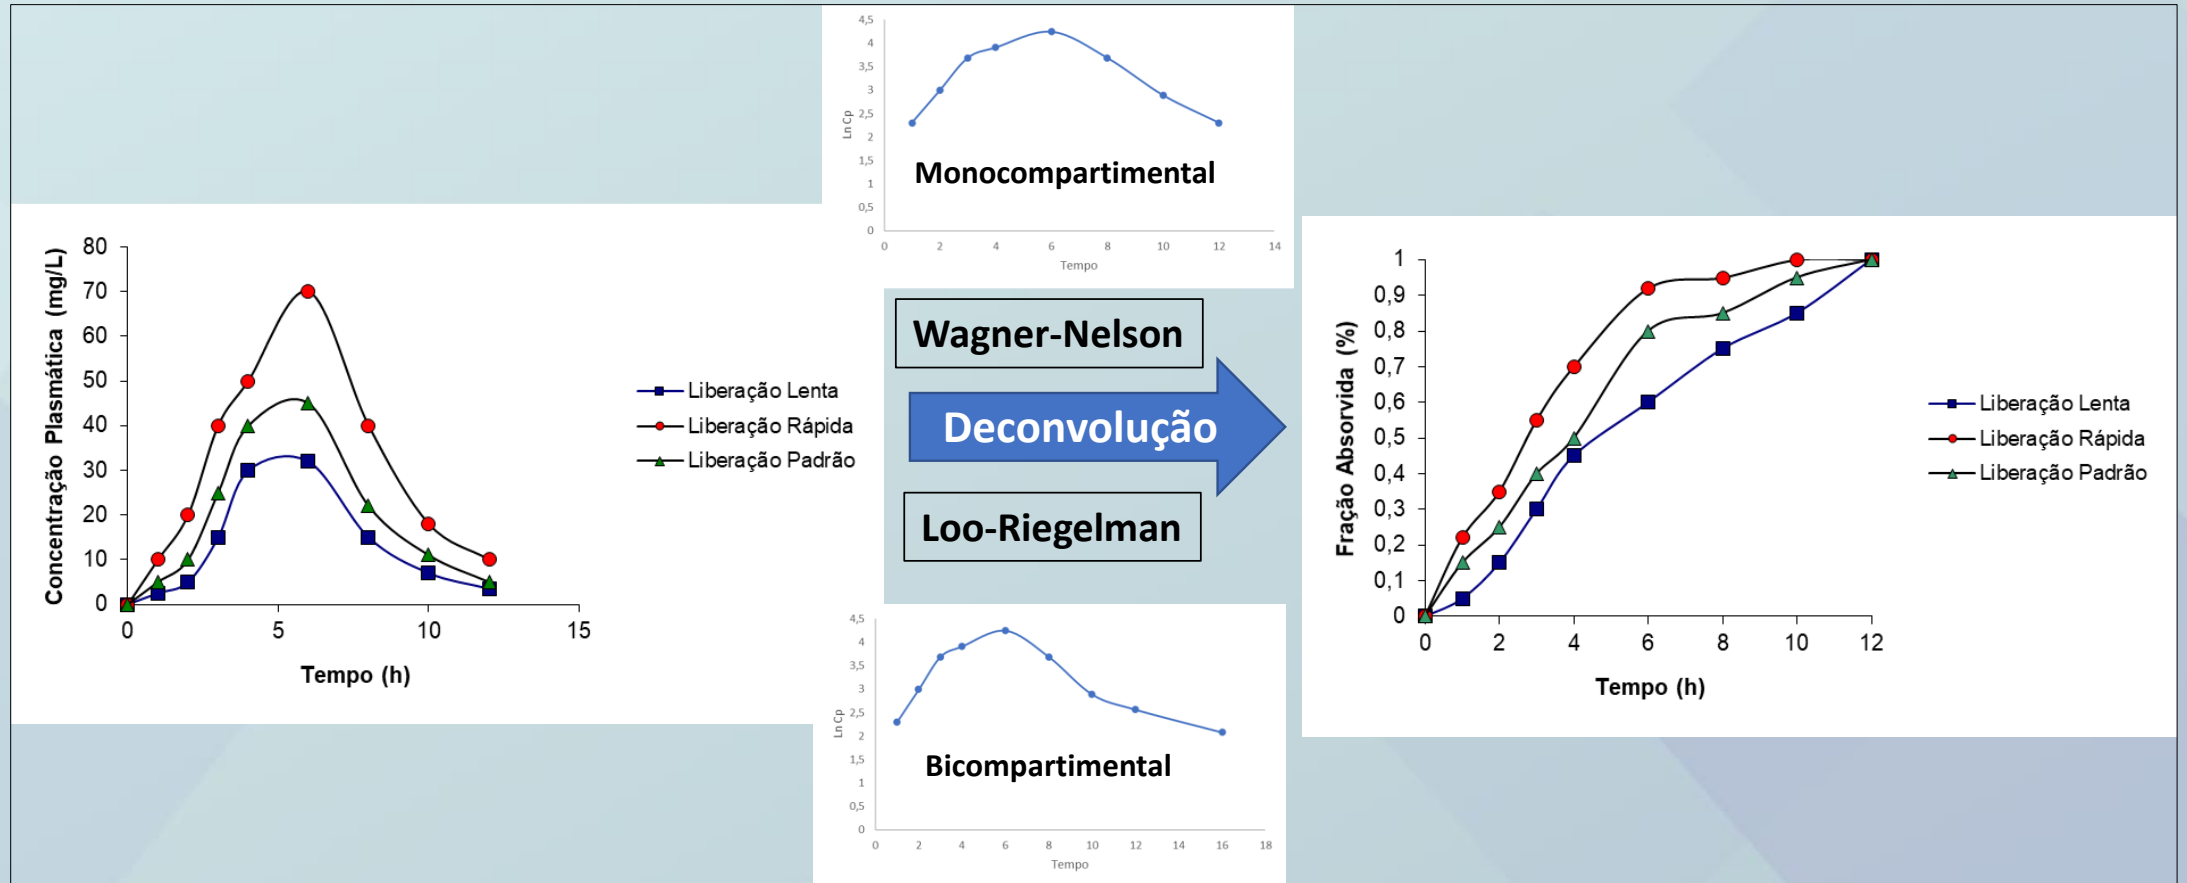 4,5
4
3,5
3
2,5
2
1,5
1
0,5
0
Ln Cp
Monocompartimental
0 2 4 6 8 10 12 14
Tempo
Concentração Plasmática (mg/L)
80
70
60
50
40
30
20
10
0
0 5 10 15
Tempo (h)
Liberação Lenta
Liberação Rápida
Liberação Padrão
Wagner-Nelson
Deconvolução
Loo-Riegelman
4,5
4
3,5
3
2,5
2
1,5
1
0,5
0
Ln Cp
Bicompartimental
0 2 4 6 8 10 12 14 16 18
Tempo
Fração Absorvida (%)
1
0,9
0,8
0,7
0,6
0,5
0,4
0,3
0,2
0,1
0
0 2 4 6 8 10 12
Tempo (h)
Liberação Lenta
Liberação Rápida
Liberação Padrão